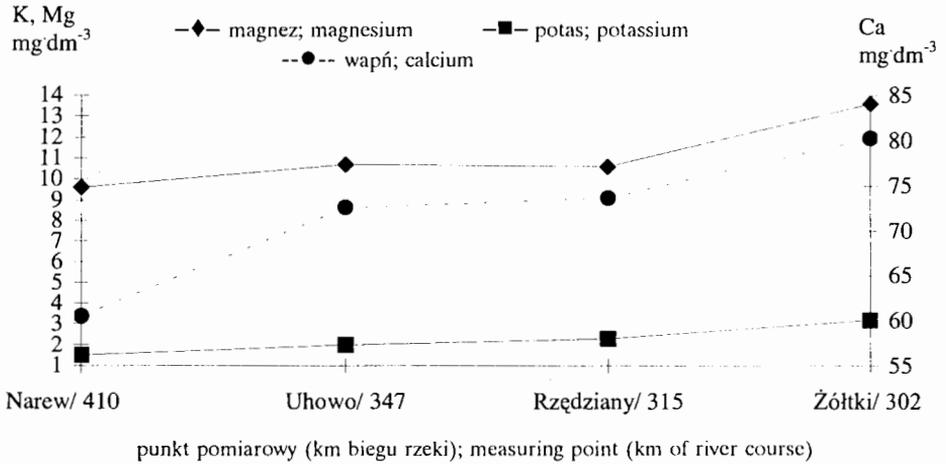 K, Mg
mg·dm-3
magnez; magnesium
potas; potassium
wapń; calcium
Ca
mg·dm-3
14
13
12
11
10
9
8
7
6
5
4
3
2
1
85
80
75
70
65
60
55
Narew/ 410
Uhowo/ 347
Rzędziany/ 315
Żółtki/ 302
punkt pomiarowy (km biegu rzeki); measuring point (km of river course)